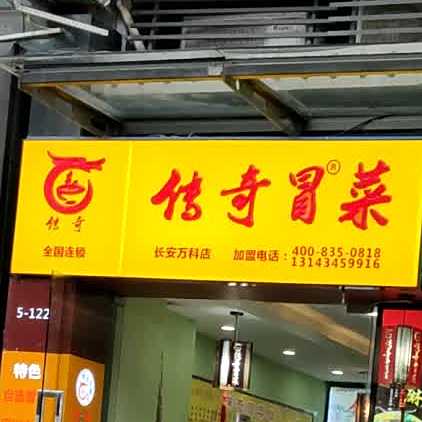 传奇冒菜®
传奇
全国连锁
长安万科店 加盟电话：400-835-0818
13143459916
5-122
特色